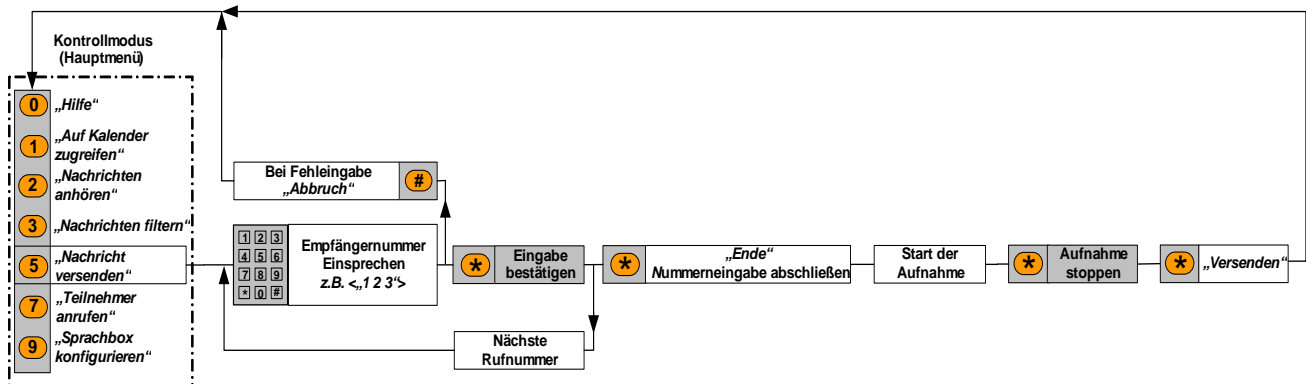 Kontrollmodus
(Hauptmenü)
0 „Hilfe“
1 „Auf Kalender
zugreifen“
2 „Nachrichten
anhören“
3 „Nachrichten filtern“
5 „Nachricht
versenden“
7 „Teilnehmer
anrufen“
9 „Sprachbox
konfigurieren“
Bei Fehleingabe
„Abbruch“
#
1 2 3
4 5 6
7 8 9
* 0 #
Empfängernummer
Einsprechen
z.B. <„1 2 3“>
* Eingabe
bestätigen
Nächste
Rufnummer
* „Ende“
Nummerneingabe abschließen
Start der
Aufnahme
* Aufnahme
stoppen
* „Versenden“